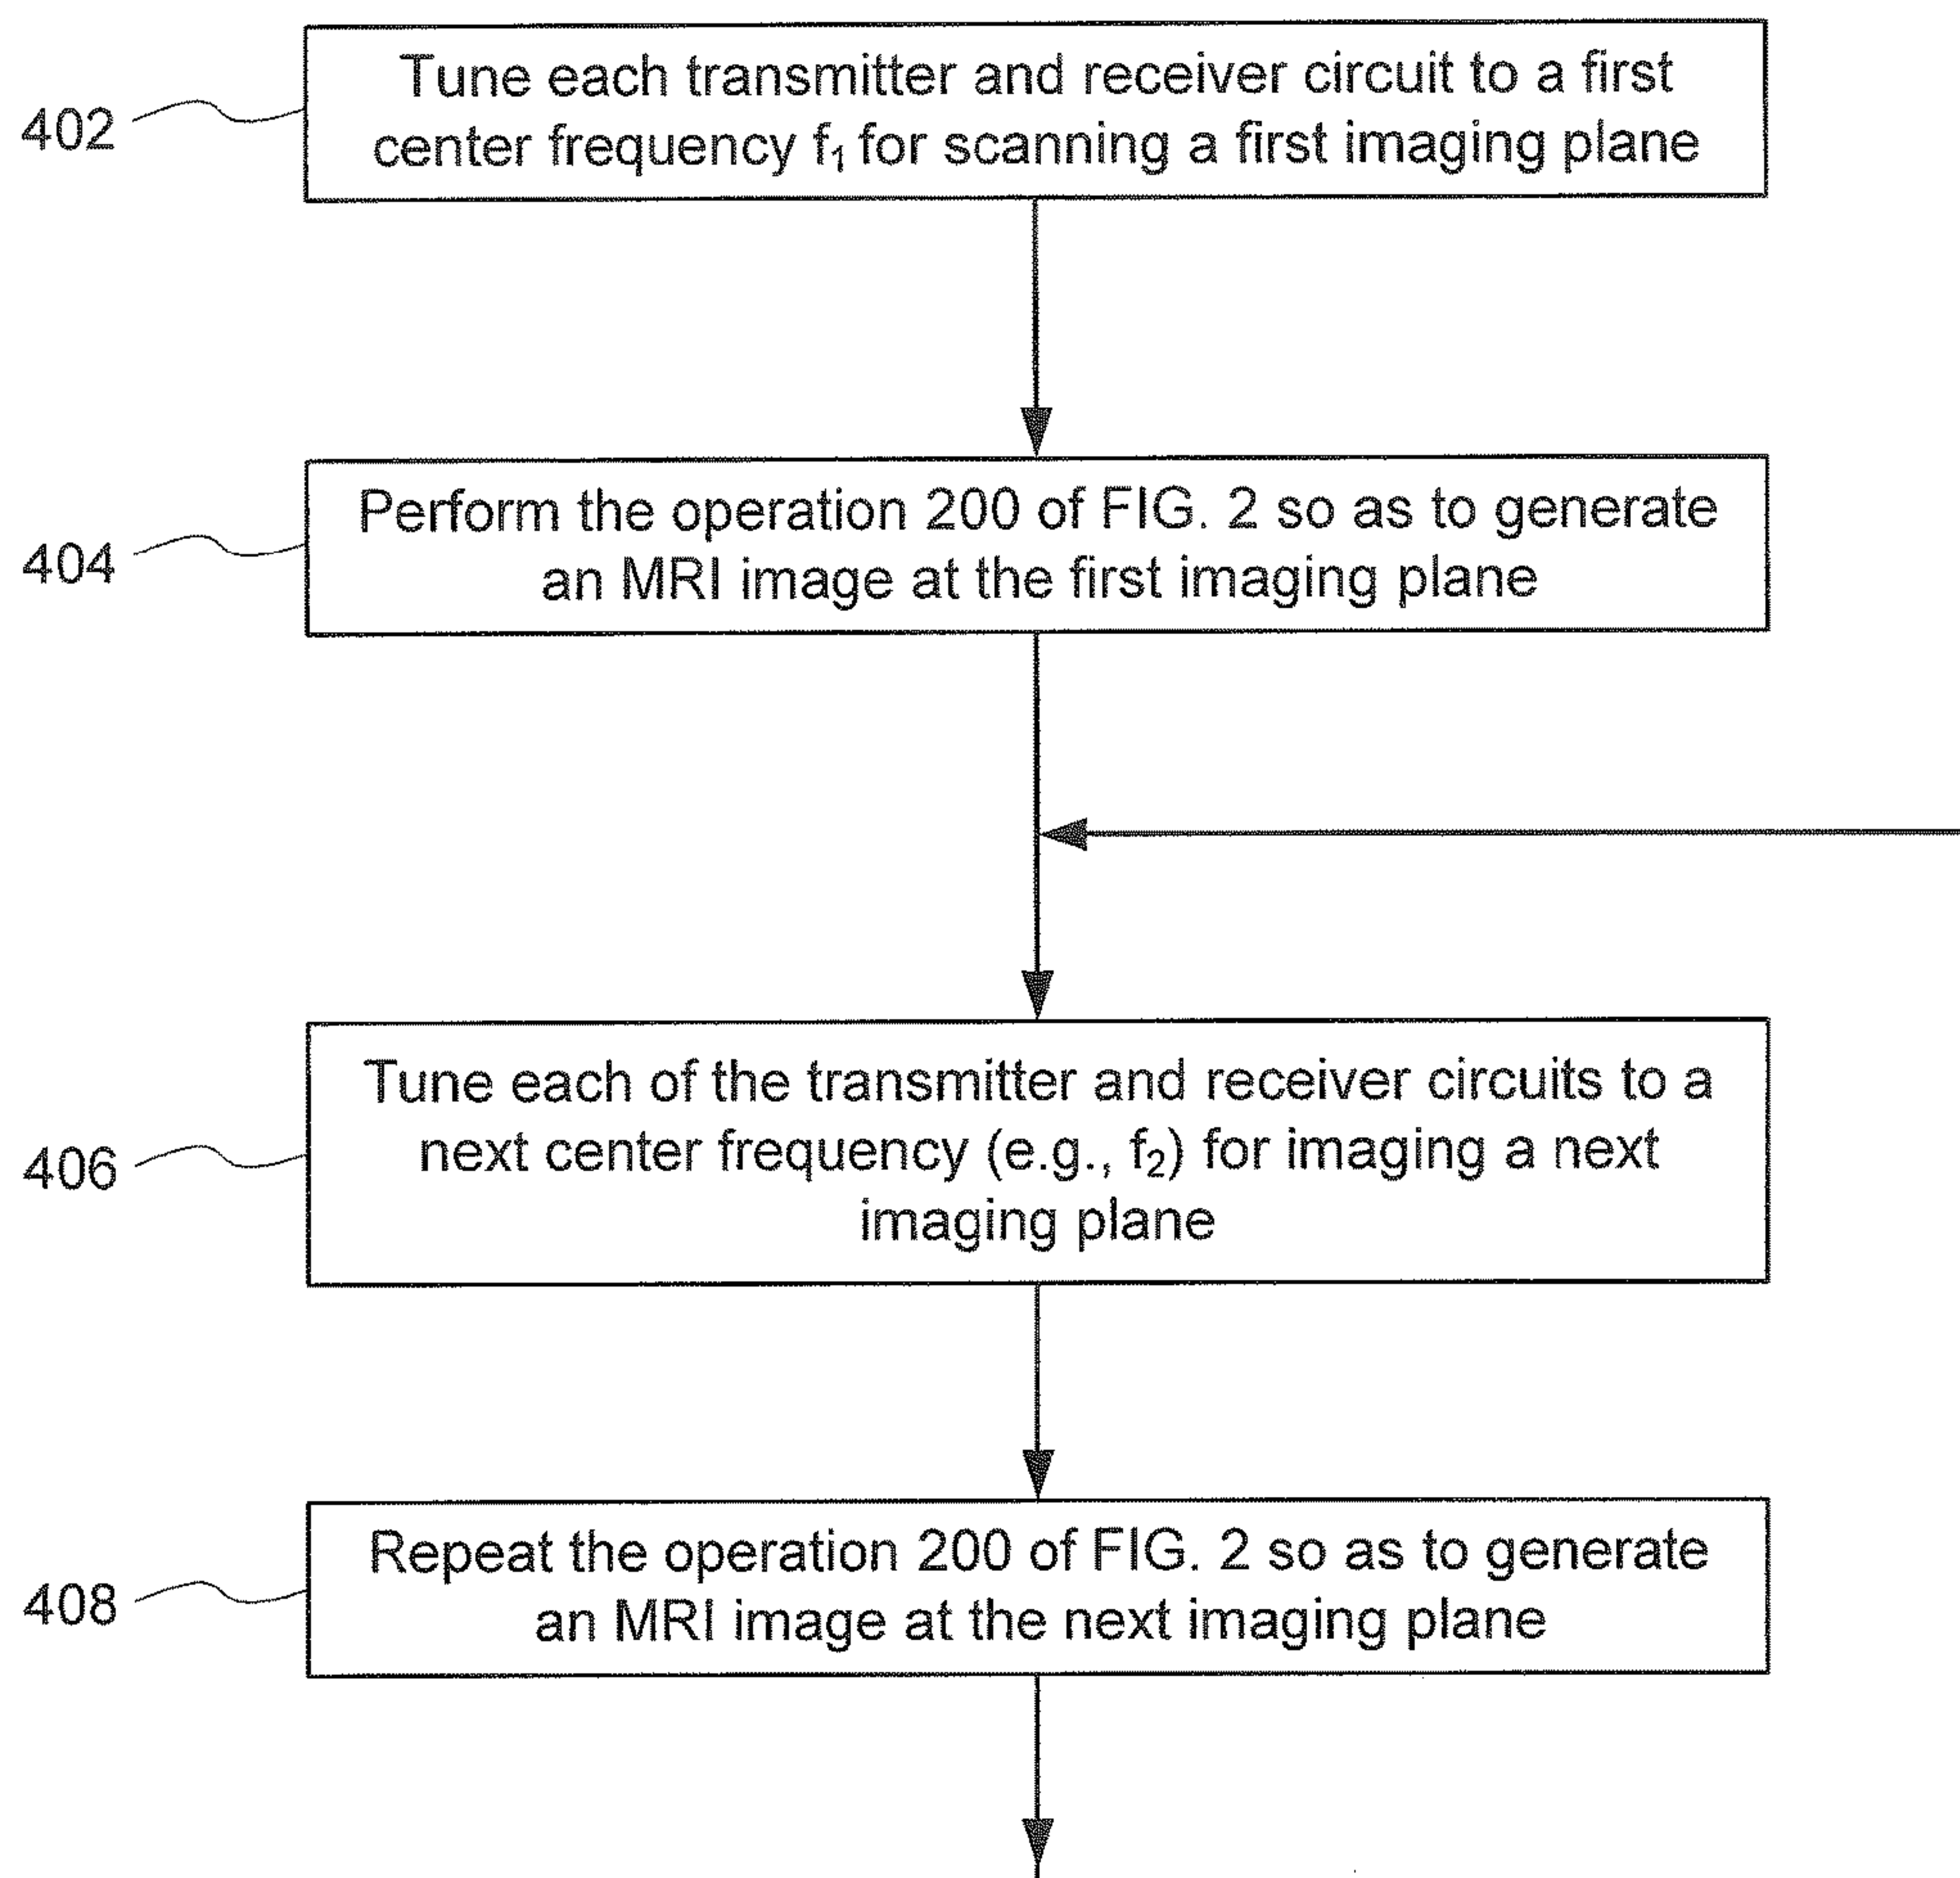 Tune each transmitter and receiver circuit to a first
402
center frequency f₁ for scanning a first imaging plane
Perform the operation 200 of FIG. 2 so as to generate
404
an MRI image at the first imaging plane
Tune each of the transmitter and receiver circuits to a
406
next center frequency (e.g., f₂) for imaging a next
imaging plane
Repeat the operation 200 of FIG. 2 so as to generate
408
an MRI image at the next imaging plane